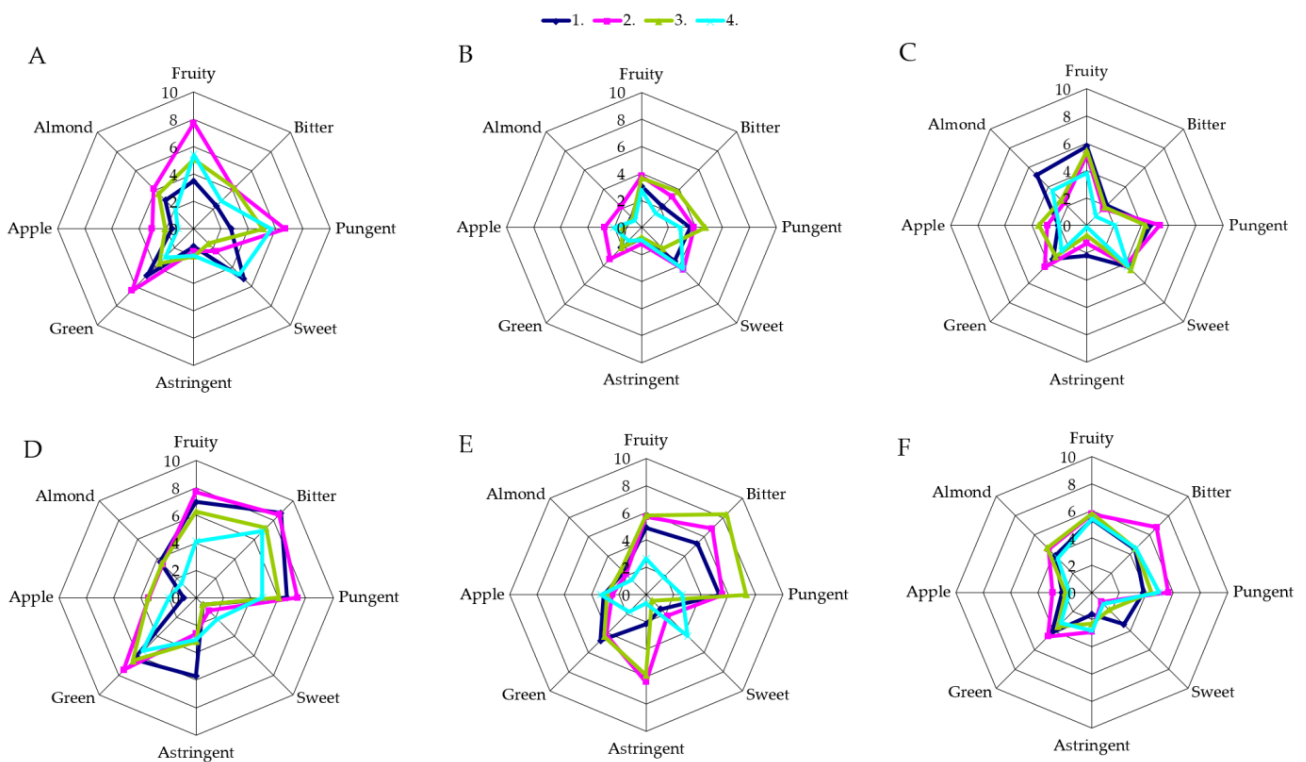 1. 2. 3. 4.
A
Fruity
10
8
6
4
2
0
Almond
Bitter
Apple
Pungent
Green
Sweet
Astringent
B
Fruity
10
8
6
4
2
0
Almond
Bitter
Apple
Pungent
Green
Sweet
Astringent
C
Fruity
10
8
6
4
2
0
Almond
Bitter
Apple
Pungent
Green
Sweet
Astringent
D
Fruity
10
8
6
4
2
0
Almond
Bitter
Apple
Pungent
Green
Sweet
Astringent
E
Fruity
10
8
6
4
2
0
Almond
Bitter
Apple
Pungent
Green
Sweet
Astringent
F
Fruity
10
8
6
4
2
0
Almond
Bitter
Apple
Pungent
Green
Sweet
Astringent